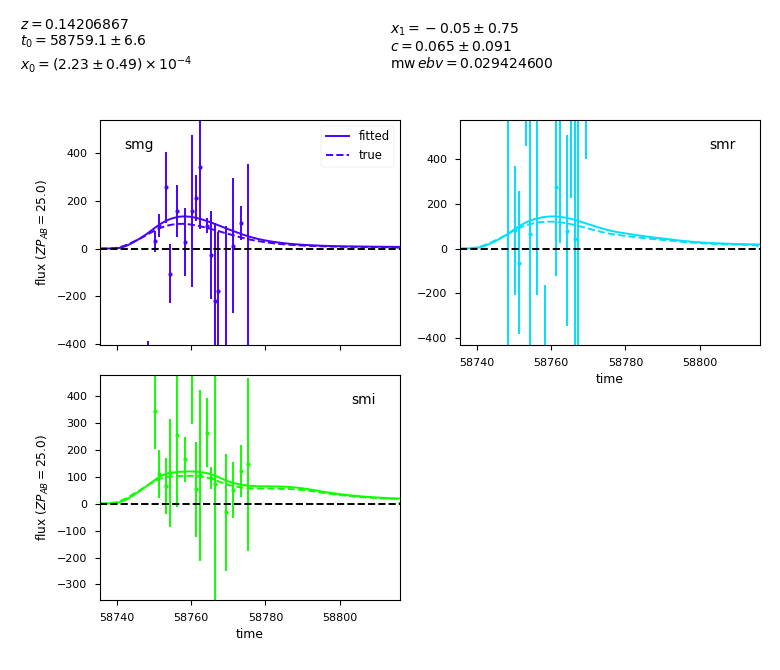 z = 0.14206867
t₀ = 58759.1 ± 6.6
x₀ = (2.23 ± 0.49) × 10⁻⁴
x₁ = −0.05 ± 0.75
c = 0.065 ± 0.091
mw ebv = 0.029424600
smg
fitted
true
400
200
0
−200
−400
flux (ZP_AB = 25.0)
smr
400
200
0
−200
−400
58740 58760 58780 58800
time
smi
400
300
200
100
0
−100
−200
−300
flux (ZP_AB = 25.0)
58740 58760 58780 58800
time